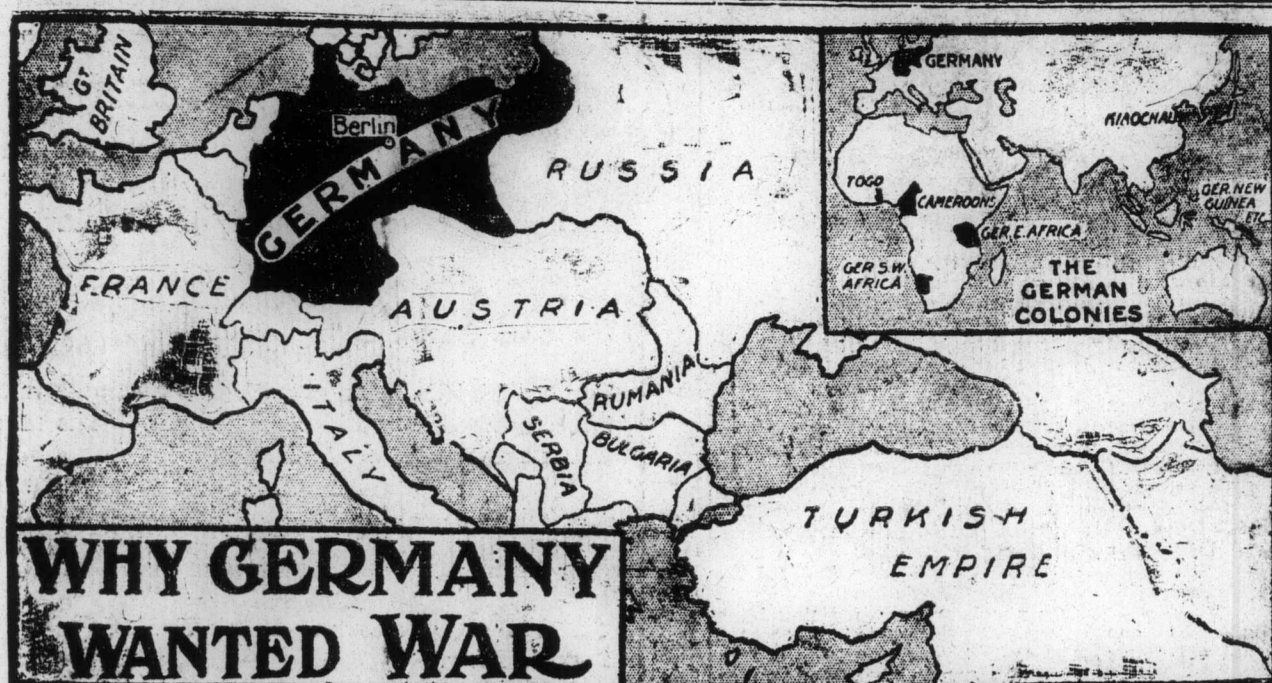 GT
BRITAIN
Berlin
GERMANY
RUSSIA
FRANCE
AUSTRIA
ITALY
RUMANIA
SERBIA
BULGARIA
TURKISH
EMPIRE
GERMANY
KIAOCHAU
TOGO
CAMEROONS
GER. NEW
GUINEA
ETC
GER. E. AFRICA
GER S.W.
AFRICA
THE
GERMAN
COLONIES
WHY GERMANY
WANTED WAR